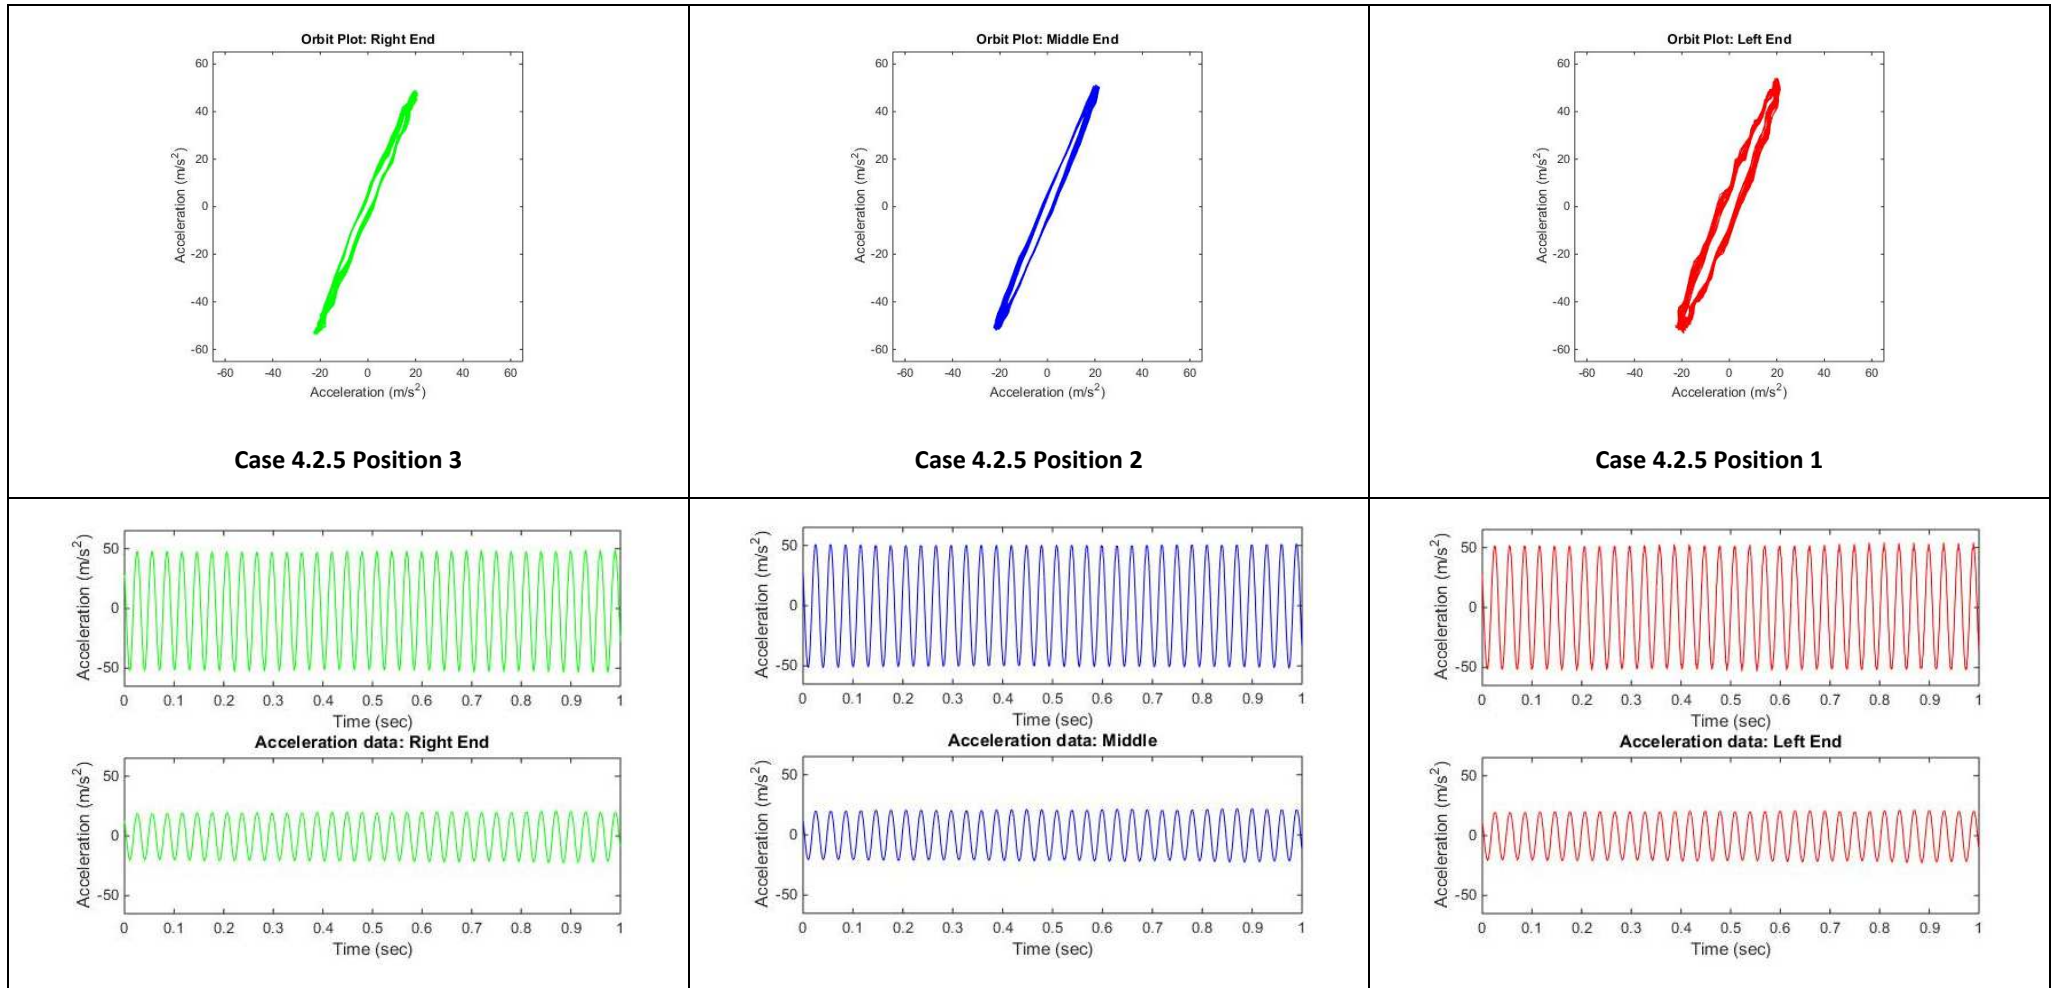 Orbit Plot: Right End
60
40
20
0
-20
-40
-60
Acceleration (m/s²)
-60 -40 -20 0 20 40 60
Acceleration (m/s²)
Case 4.2.5 Position 3
Orbit Plot: Middle End
60
40
20
0
-20
-40
-60
Acceleration (m/s²)
-60 -40 -20 0 20 40 60
Acceleration (m/s²)
Case 4.2.5 Position 2
Orbit Plot: Left End
60
40
20
0
-20
-40
-60
Acceleration (m/s²)
-60 -40 -20 0 20 40 60
Acceleration (m/s²)
Case 4.2.5 Position 1
50
0
-50
Acceleration (m/s²)
0 0.1 0.2 0.3 0.4 0.5 0.6 0.7 0.8 0.9 1
Time (sec)
Acceleration data: Right End
50
0
-50
Acceleration (m/s²)
0 0.1 0.2 0.3 0.4 0.5 0.6 0.7 0.8 0.9 1
Time (sec)
50
0
-50
Acceleration (m/s²)
0 0.1 0.2 0.3 0.4 0.5 0.6 0.7 0.8 0.9 1
Time (sec)
Acceleration data: Middle
50
0
-50
Acceleration (m/s²)
0 0.1 0.2 0.3 0.4 0.5 0.6 0.7 0.8 0.9 1
Time (sec)
50
0
-50
Acceleration (m/s²)
0 0.1 0.2 0.3 0.4 0.5 0.6 0.7 0.8 0.9 1
Time (sec)
Acceleration data: Left End
50
0
-50
Acceleration (m/s²)
0 0.1 0.2 0.3 0.4 0.5 0.6 0.7 0.8 0.9 1
Time (sec)